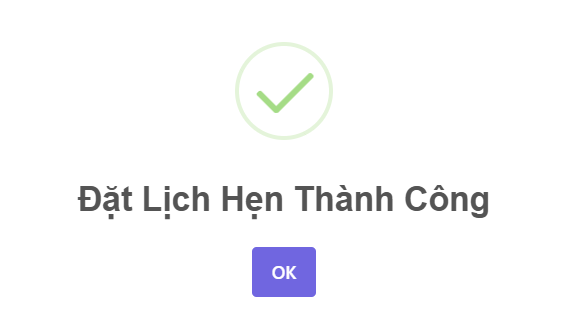 Đặt Lịch Hẹn Thành Công
OK